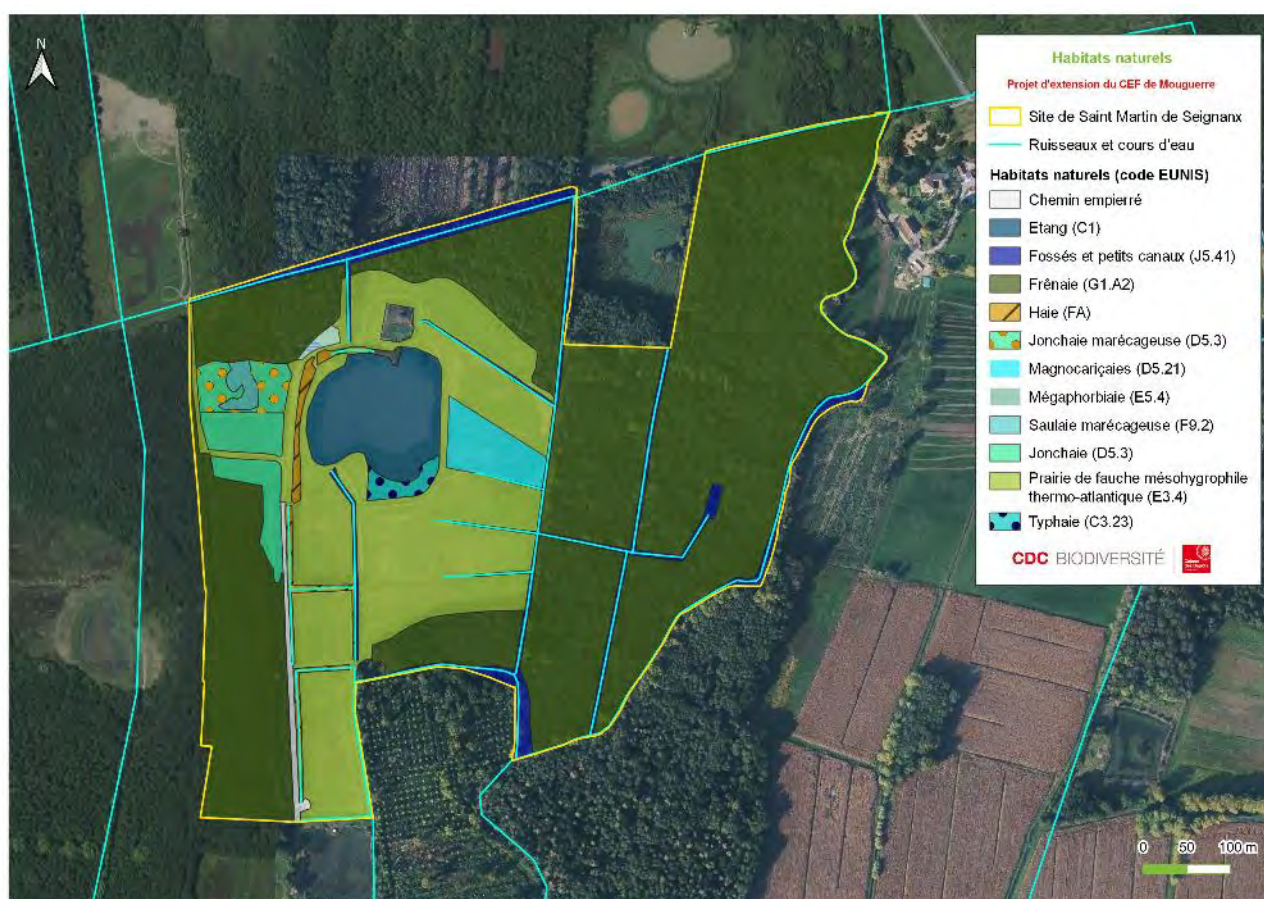 N
Habitats naturels
Projet d'extension du CEF de Mouguerre
Site de Saint Martin de Seignanx
Ruisseaux et cours d'eau
Habitats naturels (code EUNIS)
Chemin empierré
Etang (C1)
Fossés et petits canaux (J5.41)
Frênaie (G1.A2)
Haie (FA)
Jonchaie marécageuse (D5.3)
Magnocariçaies (D5.21)
Mégaphorbiaie (E5.4)
Saulaie marécageuse (F9.2)
Jonchaie (D5.3)
Prairie de fauche mésohygrophile
thermo-atlantique (E3.4)
Typhaie (C3.23)
CDC BIODIVERSITÉ
0 50 100 m